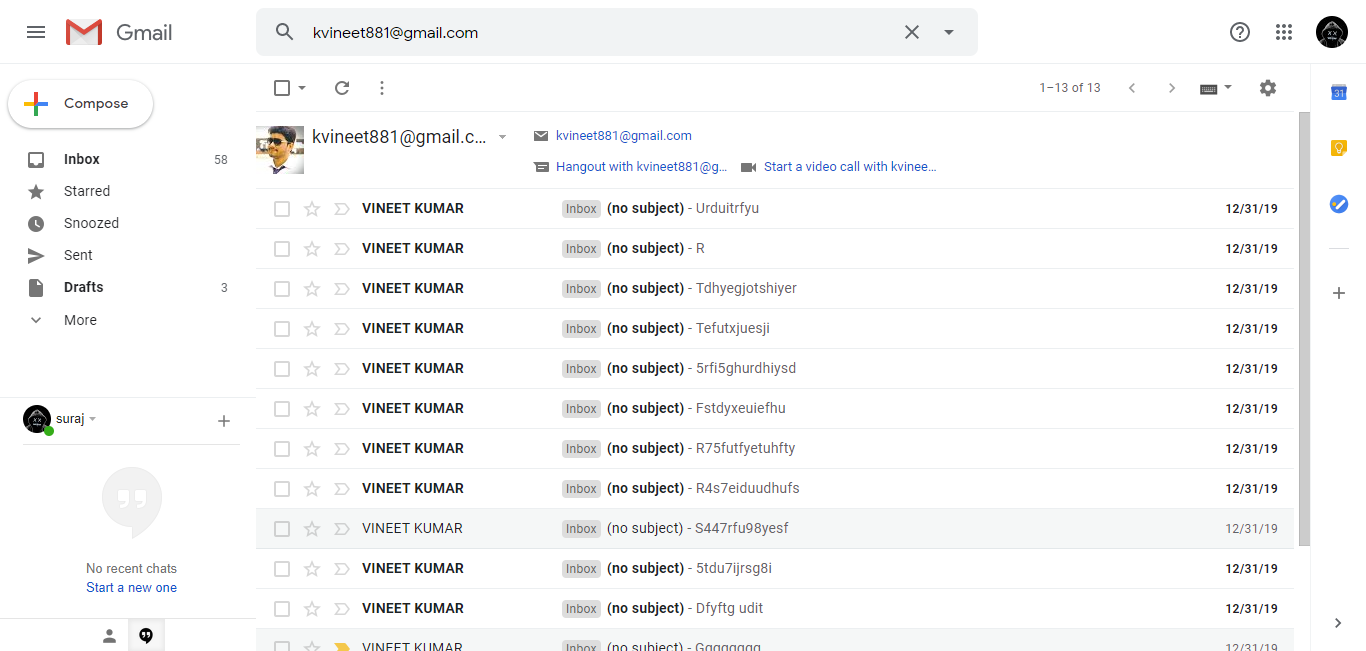 Gmail
kvineet881@gmail.com
Compose
1–13 of 13
31
Inbox 58
Starred
Snoozed
Sent
Drafts 3
More
kvineet881@gmail.c...
kvineet881@gmail.com
Hangout with kvineet881@g...
Start a video call with kvinee...
VINEET KUMAR Inbox (no subject) - Urduitrfyu 12/31/19
VINEET KUMAR Inbox (no subject) - R 12/31/19
VINEET KUMAR Inbox (no subject) - Tdhyegjotshiyer 12/31/19
VINEET KUMAR Inbox (no subject) - Tefutxjuesji 12/31/19
VINEET KUMAR Inbox (no subject) - 5rfi5ghurdhiysd 12/31/19
VINEET KUMAR Inbox (no subject) - Fstdyxeuiefhu 12/31/19
VINEET KUMAR Inbox (no subject) - R75futfyetuhfty 12/31/19
VINEET KUMAR Inbox (no subject) - R4s7eiduudhufs 12/31/19
VINEET KUMAR Inbox (no subject) - S447rfu98yesf 12/31/19
VINEET KUMAR Inbox (no subject) - 5tdu7ijrsg8i 12/31/19
VINEET KUMAR Inbox (no subject) - Dfyftg udit 12/31/19
VINEET KUMAR Inbox (no subject) - 12/31/19
suraj
No recent chats
Start a new one